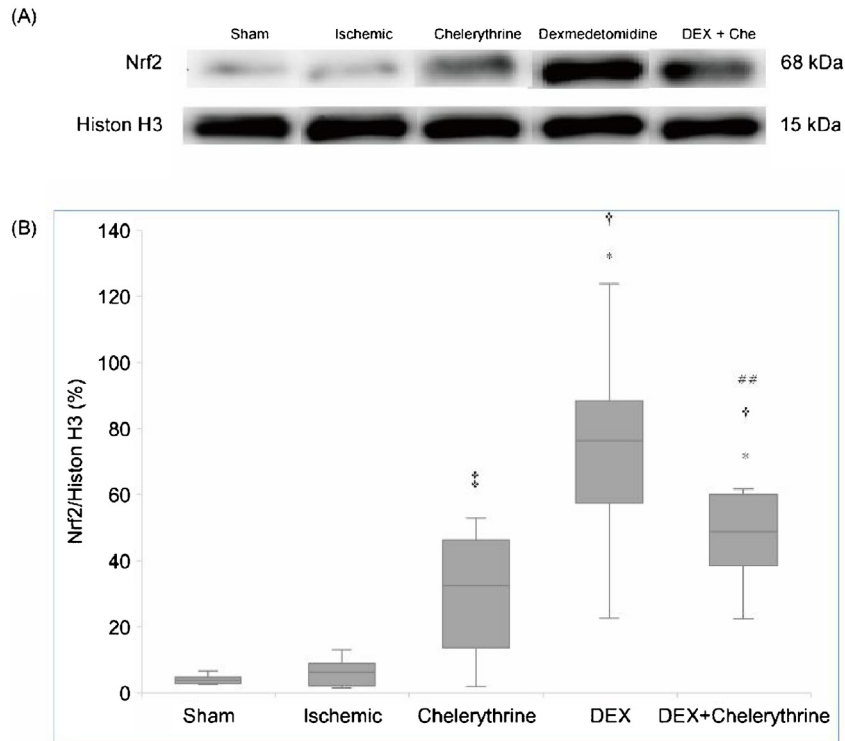 (A)
Sham Ischemic Chelerythrine Dexmedetomidine DEX + Che
Nrf2 68 kDa
Histon H3 15 kDa
(B)
Nrf2/Histon H3 (%)
140
120
100
80
60
40
20
0
†
*
##
†
*
‡
Sham Ischemic Chelerythrine DEX DEX+Chelerythrine